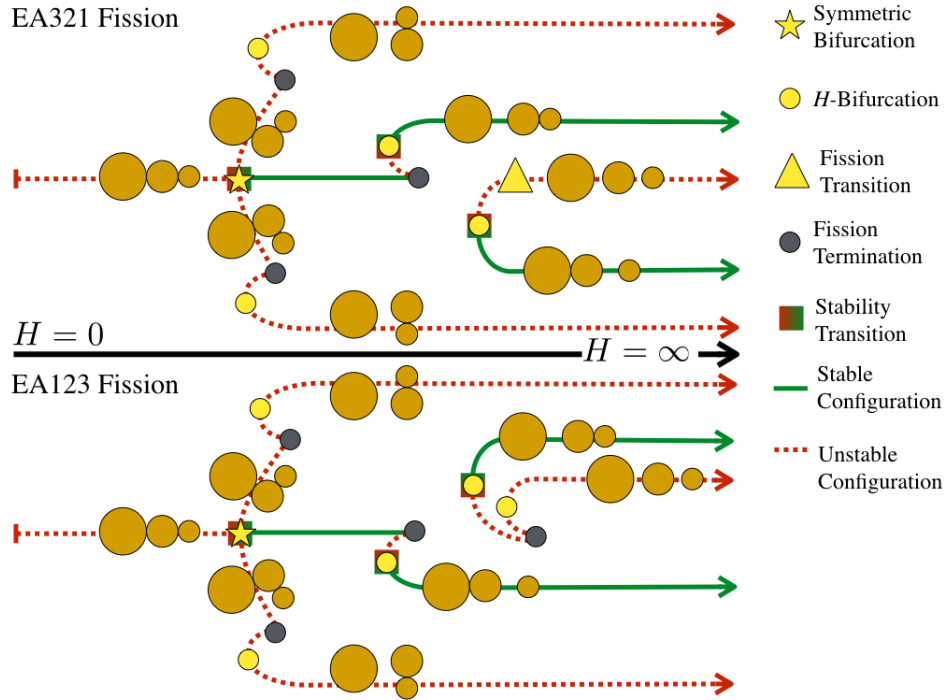 EA321 Fission
Symmetric
Bifurcation
H-Bifurcation
Fission
Transition
Fission
Termination
H = 0
H = ∞
Stability
Transition
EA123 Fission
Stable
Configuration
Unstable
Configuration